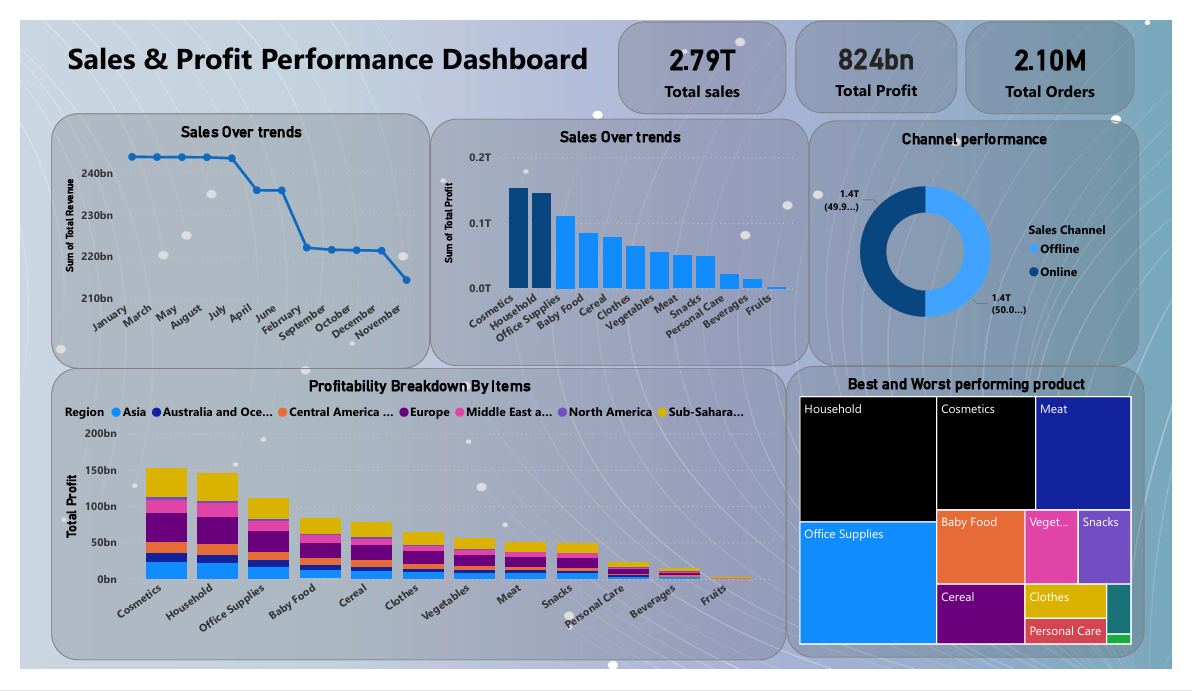 Sales & Profit Performance Dashboard
2.79T
Total sales
824bn
Total Profit
2.10M
Total Orders
Sales Over trends
Sum of Total Revenue
240bn
230bn
220bn
210bn
January
March
May
August
July
April
June
February
September
October
December
November
Sales Over trends
Sum of Total Profit
0.2T
0.1T
0.0T
Cosmetics
Household
Office Supplies
Baby Food
Cereal
Clothes
Vegetables
Meat
Snacks
Personal Care
Beverages
Fruits
Channel performance
1.4T
(49.9...)
1.4T
(50.0...)
Sales Channel
Offline
Online
Profitability Breakdown By Items
Region Asia Australia and Oce... Central America ... Europe Middle East a... North America Sub-Sahara...
Total Profit
200bn
150bn
100bn
50bn
0bn
Cosmetics
Household
Office Supplies
Baby Food
Cereal
Clothes
Vegetables
Meat
Snacks
Personal Care
Beverages
Fruits
Best and Worst performing product
Household
Cosmetics
Meat
Office Supplies
Baby Food
Veget...
Snacks
Cereal
Clothes
Personal Care